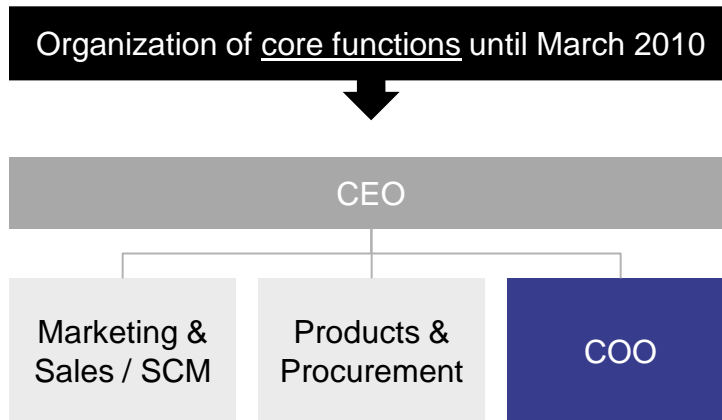 Organization of core functions until March 2010
CEO
Marketing &
Sales / SCM
Products &
Procurement
COO